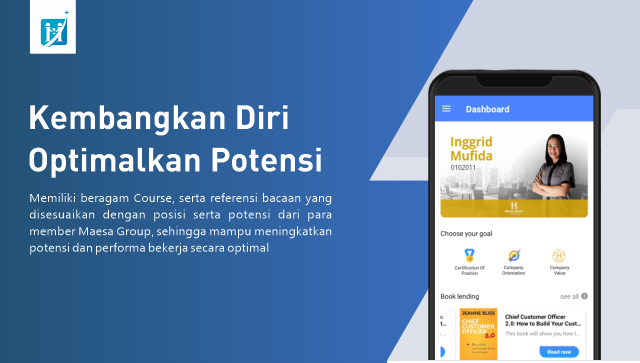 Kembangkan Diri
Optimalkan Potensi
Memiliki beragam Course, serta referensi bacaan yang
disesuaikan dengan posisi serta potensi dari para
member Maesa Group, sehingga mampu meningkatkan
potensi dan performa bekerja secara optimal
Dashboard
Inggrid
Mufida
0102011
Choose your goal
Certification Of
Position
Company
Orientation
Company
Value
Book lending
see all
JEANNE BLISS
CHIEF
CUSTOMER
OFFICER
2.0
Chief Customer Officer
2.0: How to Build Your Cust...
This book will show you how t...
Read now